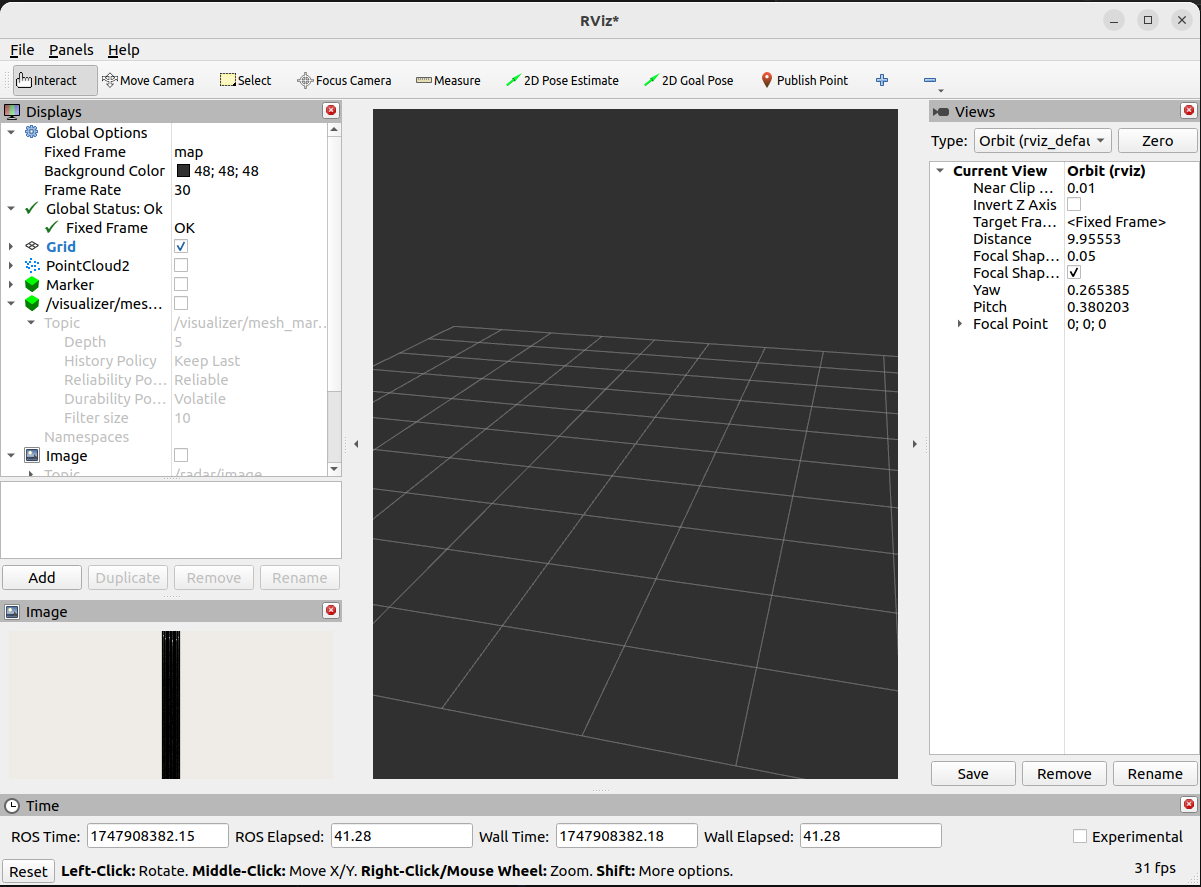 RViz*
File Panels Help
Interact Move Camera Select Focus Camera Measure 2D Pose Estimate 2D Goal Pose Publish Point
Displays
Global Options
Fixed Frame map
Background Color 48; 48; 48
Frame Rate 30
Global Status: Ok
Fixed Frame OK
Grid
PointCloud2
Marker
/visualizer/mes...
Topic /visualizer/mesh_mar...
Depth 5
History Policy Keep Last
Reliability Po... Reliable
Durability Po... Volatile
Filter size 10
Namespaces
Image
Topic /radar/image
Add Duplicate Remove Rename
Image
Views
Type: Orbit (rviz_defau Zero
Current View Orbit (rviz)
Near Clip ... 0.01
Invert Z Axis
Target Fra... <Fixed Frame>
Distance 9.95553
Focal Shap... 0.05
Focal Shap...
Yaw 0.265385
Pitch 0.380203
Focal Point 0; 0; 0
Save Remove Rename
Time
ROS Time: 1747908382.15 ROS Elapsed: 41.28 Wall Time: 1747908382.18 Wall Elapsed: 41.28 Experimental
Reset Left-Click: Rotate. Middle-Click: Move X/Y. Right-Click/Mouse Wheel: Zoom. Shift: More options. 31 fps